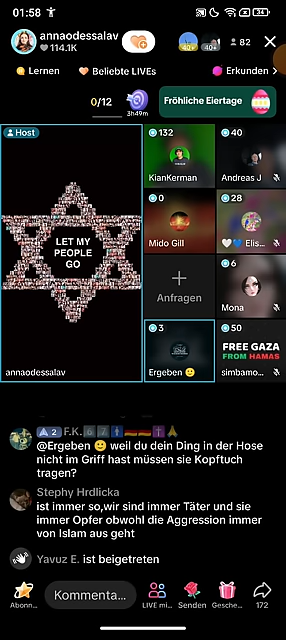 01:58
34
annaodessalav
114.1K
40+
40+
82
Lernen
Beliebte LIVEs
Erkunden >
0/12
3h49m
Fröhliche Eiertage
Host
LET MY
PEOPLE
GO
annaodessalav
132
KianKerman
40
Andreas J
0
Mido Gill
28
Elis...
Anfragen
6
Mona
3
Ergeben 🙂
50
FREE GAZA
FROM HAMAS
simbamo...
2 F.K.
@Ergeben 🙂 weil du dein Ding in der Hose
nicht im Griff hast müssen sie Kopftuch
tragen?
Stephy Hrdlicka
ist immer so,wir sind immer Täter und sie
immer Opfer obwohl die Aggression immer
von Islam aus geht
Yavuz E. ist beigetreten
Kommenta...
Abonn...
LIVE mi...
Senden
Gesche...
172